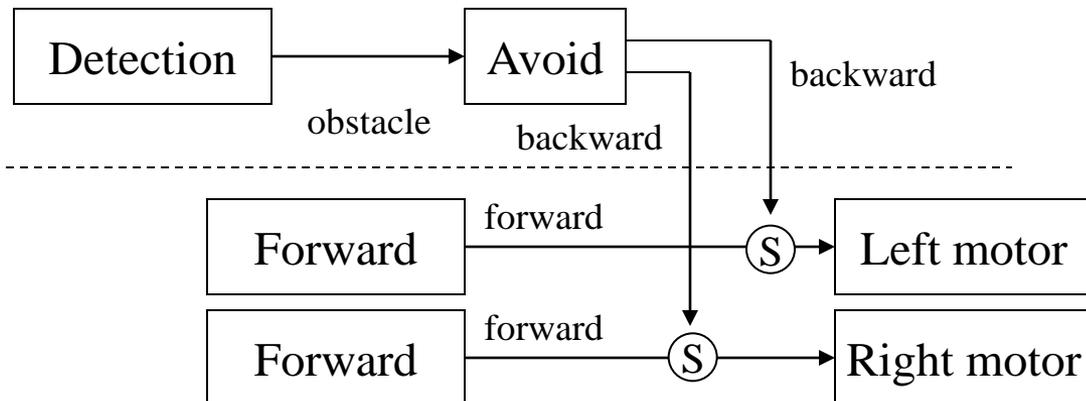 Detection
Avoid
backward
obstacle
backward
forward
Forward
S
Left motor
forward
Forward
S
Right motor